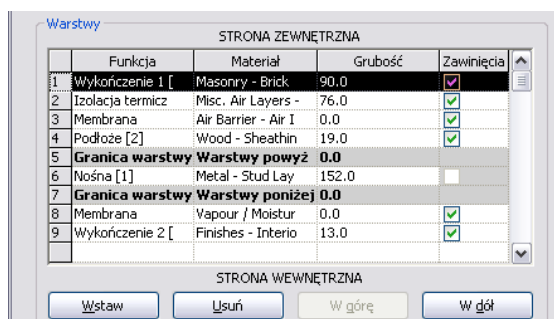 Warstwy
STRONA ZEWNĘTRZNA
Funkcja Materiał Grubość Zawinięcia
1 Wykończenie 1 [ Masonry - Brick 90.0
2 Izolacja termicz Misc. Air Layers - 76.0
3 Membrana Air Barrier - Air I 0.0
4 Podłoże [2] Wood - Sheathin 19.0
5 Granica warstwy Warstwy powyż 0.0
6 Nośna [1] Metal - Stud Lay 152.0
7 Granica warstwy Warstwy poniżej 0.0
8 Membrana Vapour / Moistur 0.0
9 Wykończenie 2 [ Finishes - Interio 13.0
STRONA WEWNĘTRZNA
Wstaw Usuń W górę W dół